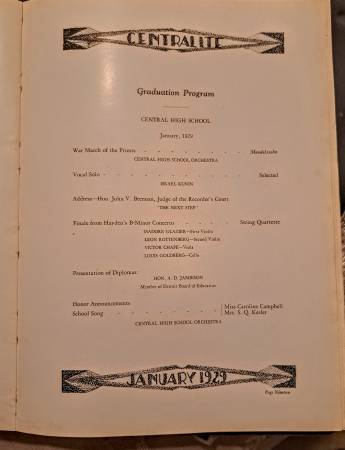 CENTRALITE
Graduation Program
CENTRAL HIGH SCHOOL
January, 1929
War March of the Priests - - - - - - - Mendelssohn
CENTRAL HIGH SCHOOL ORCHESTRA
Vocal Solo - - - - - - - - Selected
ISRAEL KUNIN
Address—Hon. John V. Brennan, Judge of the Recorder's Court
"THE NEXT STEP"
Finale from Hayden's B-Minor Concerto - - - - String Quartette
ISADORE GLAZIER—First Violin
LEON ROTTENBERG—Second Violin
VICTOR CHAPE—Viola
LOUIS GOLDBERG—Cello
Presentation of Diplomas
HON. A. D. JAMIESON
Member of Detroit Board of Education
Honor Announcements - - - - - - Miss Caroline Campbell
School Song - - - - - - - Mrs. S. Q. Kesler
CENTRAL HIGH SCHOOL ORCHESTRA
JANUARY 1929
Page Nineteen